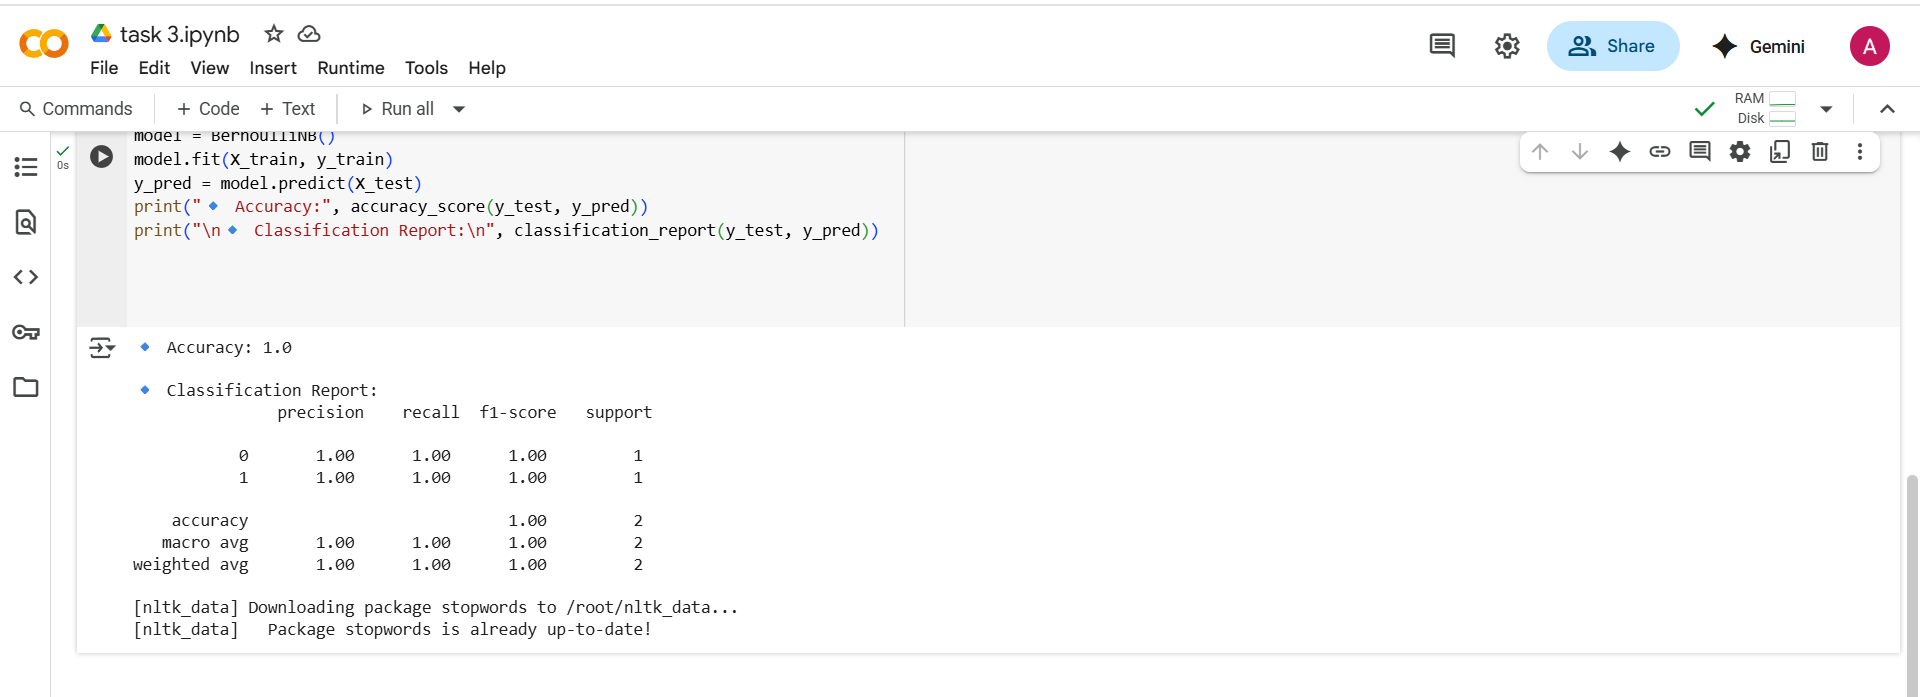 task 3.ipynb
File Edit View Insert Runtime Tools Help
Share
Gemini
A
Commands + Code + Text Run all
RAM
Disk
0s
model = BernoulliNB()
model.fit(X_train, y_train)
y_pred = model.predict(X_test)
print("🔹 Accuracy:", accuracy_score(y_test, y_pred))
print("\n🔹 Classification Report:\n", classification_report(y_test, y_pred))
🔹 Accuracy: 1.0
🔹 Classification Report:
precision recall f1-score support
0 1.00 1.00 1.00 1
1 1.00 1.00 1.00 1
accuracy 1.00 2
macro avg 1.00 1.00 1.00 2
weighted avg 1.00 1.00 1.00 2
[nltk_data] Downloading package stopwords to /root/nltk_data...
[nltk_data] Package stopwords is already up-to-date!